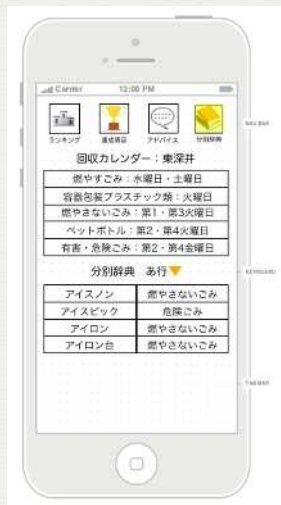 Carrier 12:00 PM
ランキング 達成項目 アドバイス 分別辞典
NAV BAR
回収カレンダー：東深井
燃やすごみ：水曜日・土曜日
容器包装プラスチック類：火曜日
燃やさないごみ：第1・第3火曜日
ペットボトル：第2・第4火曜日
有害・危険ごみ：第2・第4金曜日
分別辞典 あ行▼
KEYBOARD
アイスノン 燃やさないごみ
アイスピック 危険ごみ
アイロン 燃やさないごみ
アイロン台 燃やさないごみ
TAB BAR